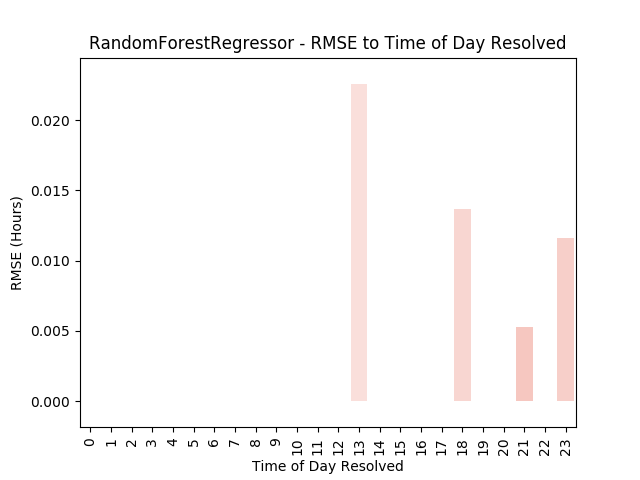 RandomForestRegressor - RMSE to Time of Day Resolved
RMSE (Hours)
0.020
0.015
0.010
0.005
0.000
0 1 2 3 4 5 6 7 8 9 10 11 12 13 14 15 16 17 18 19 20 21 22 23
Time of Day Resolved